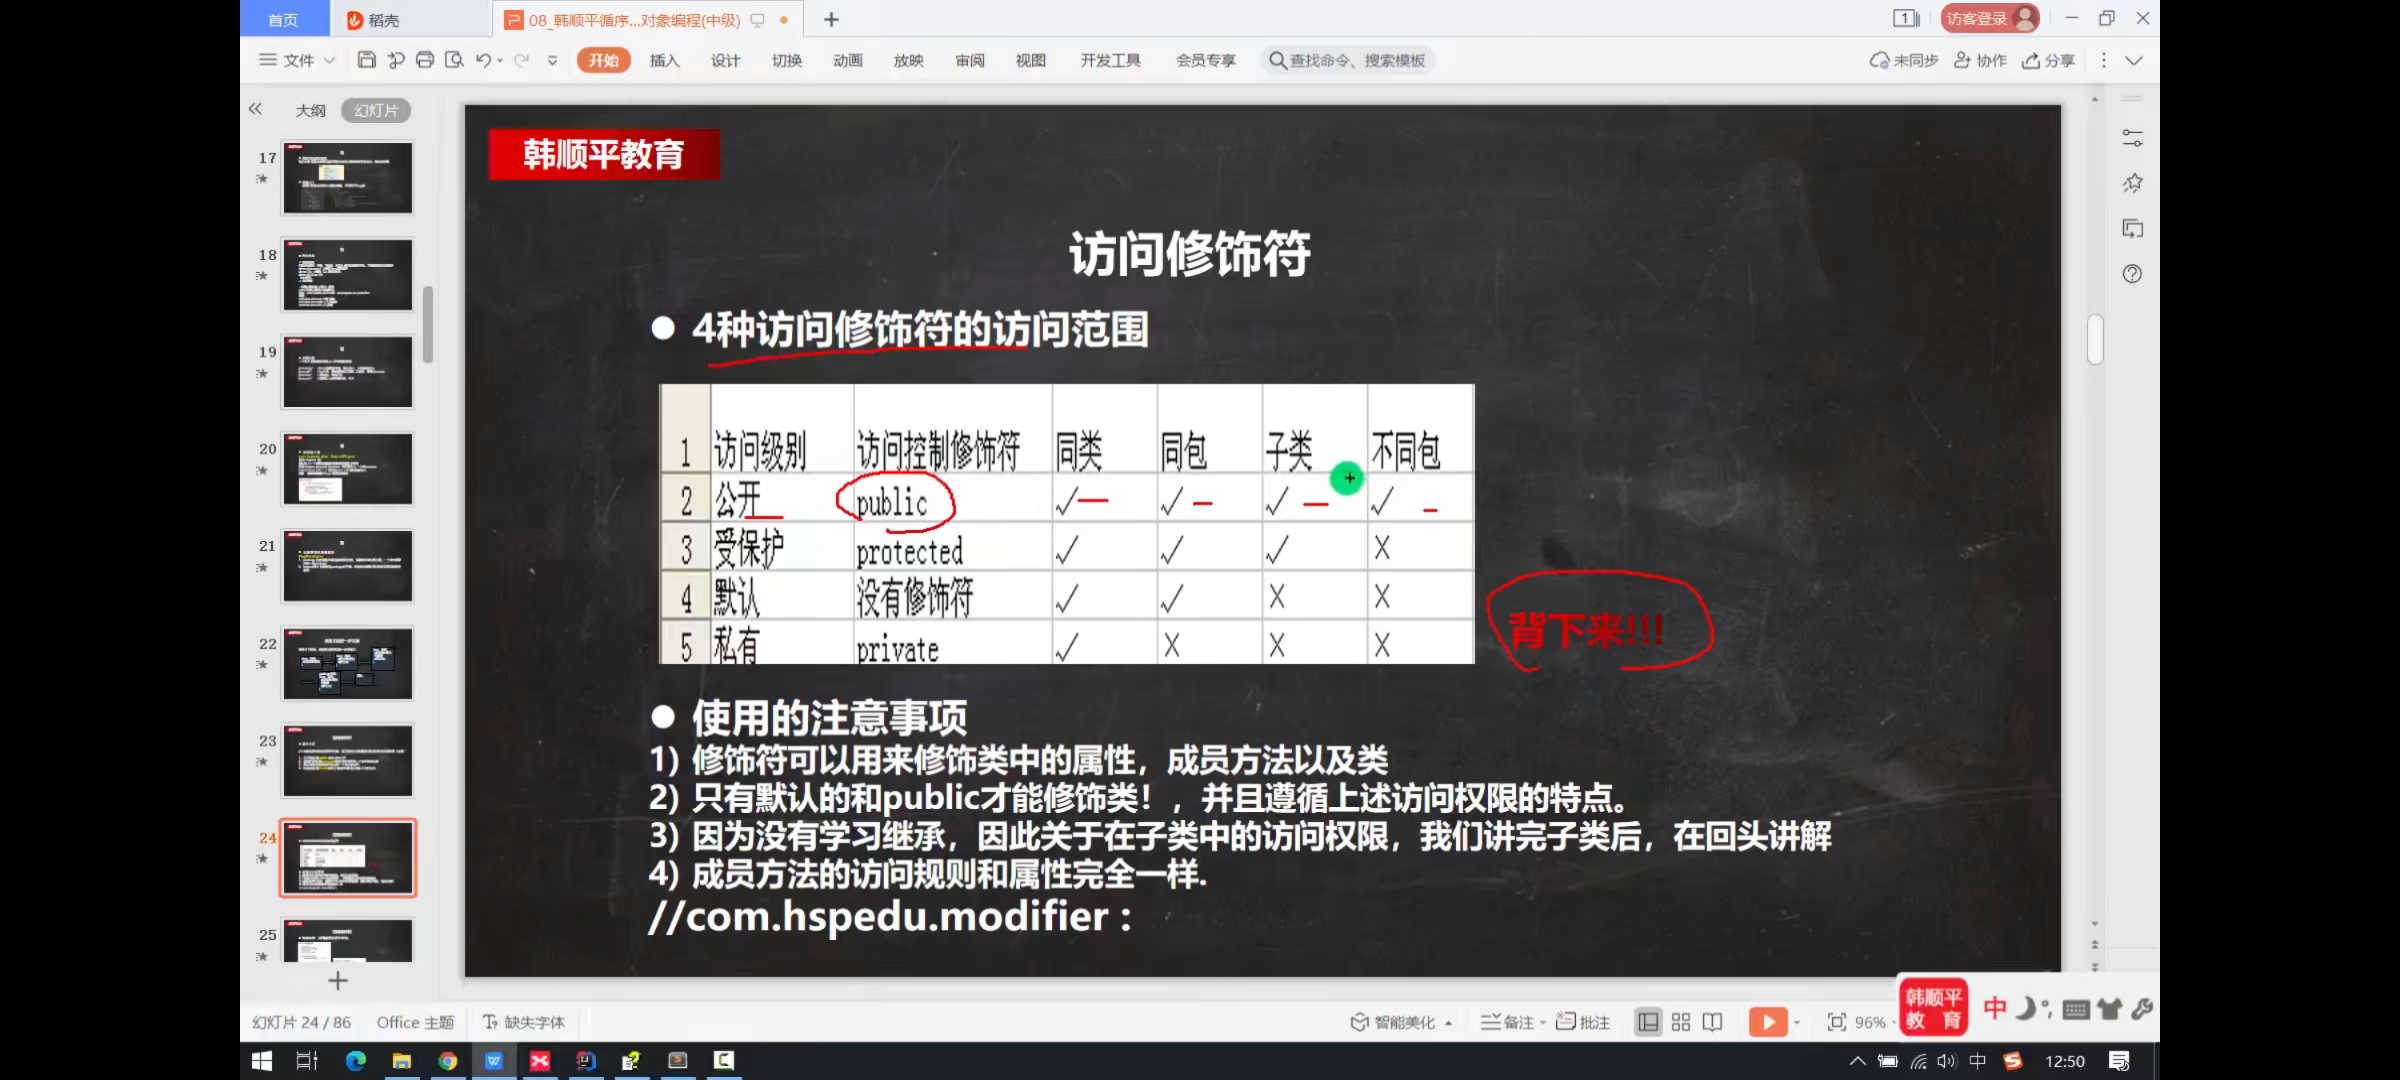 首页
稻壳
08_韩顺平循序...对象编程(中级)
1
访客登录
文件
开始
插入
设计
切换
动画
放映
审阅
视图
开发工具
会员专享
查找命令、搜索模板
未同步
协作
分享
大纲
幻灯片
17
18
19
20
21
22
23
24
25
韩顺平教育
访问修饰符
● 4种访问修饰符的访问范围
1 访问级别 访问控制修饰符 同类 同包 子类 不同包
2 公开 public √ √ √ √
3 受保护 protected √ √ √ ×
4 默认 没有修饰符 √ √ × ×
5 私有 private √ × × ×
背下来!!!
● 使用的注意事项
1) 修饰符可以用来修饰类中的属性，成员方法以及类
2) 只有默认的和public才能修饰类！，并且遵循上述访问权限的特点。
3) 因为没有学习继承，因此关于在子类中的访问权限，我们讲完子类后，在回头讲解
4) 成员方法的访问规则和属性完全一样.
//com.hspedu.modifier :
幻灯片 24 / 86
Office 主题
缺失字体
智能美化
备注
批注
96%
韩顺平
教 育
中
中
12:50